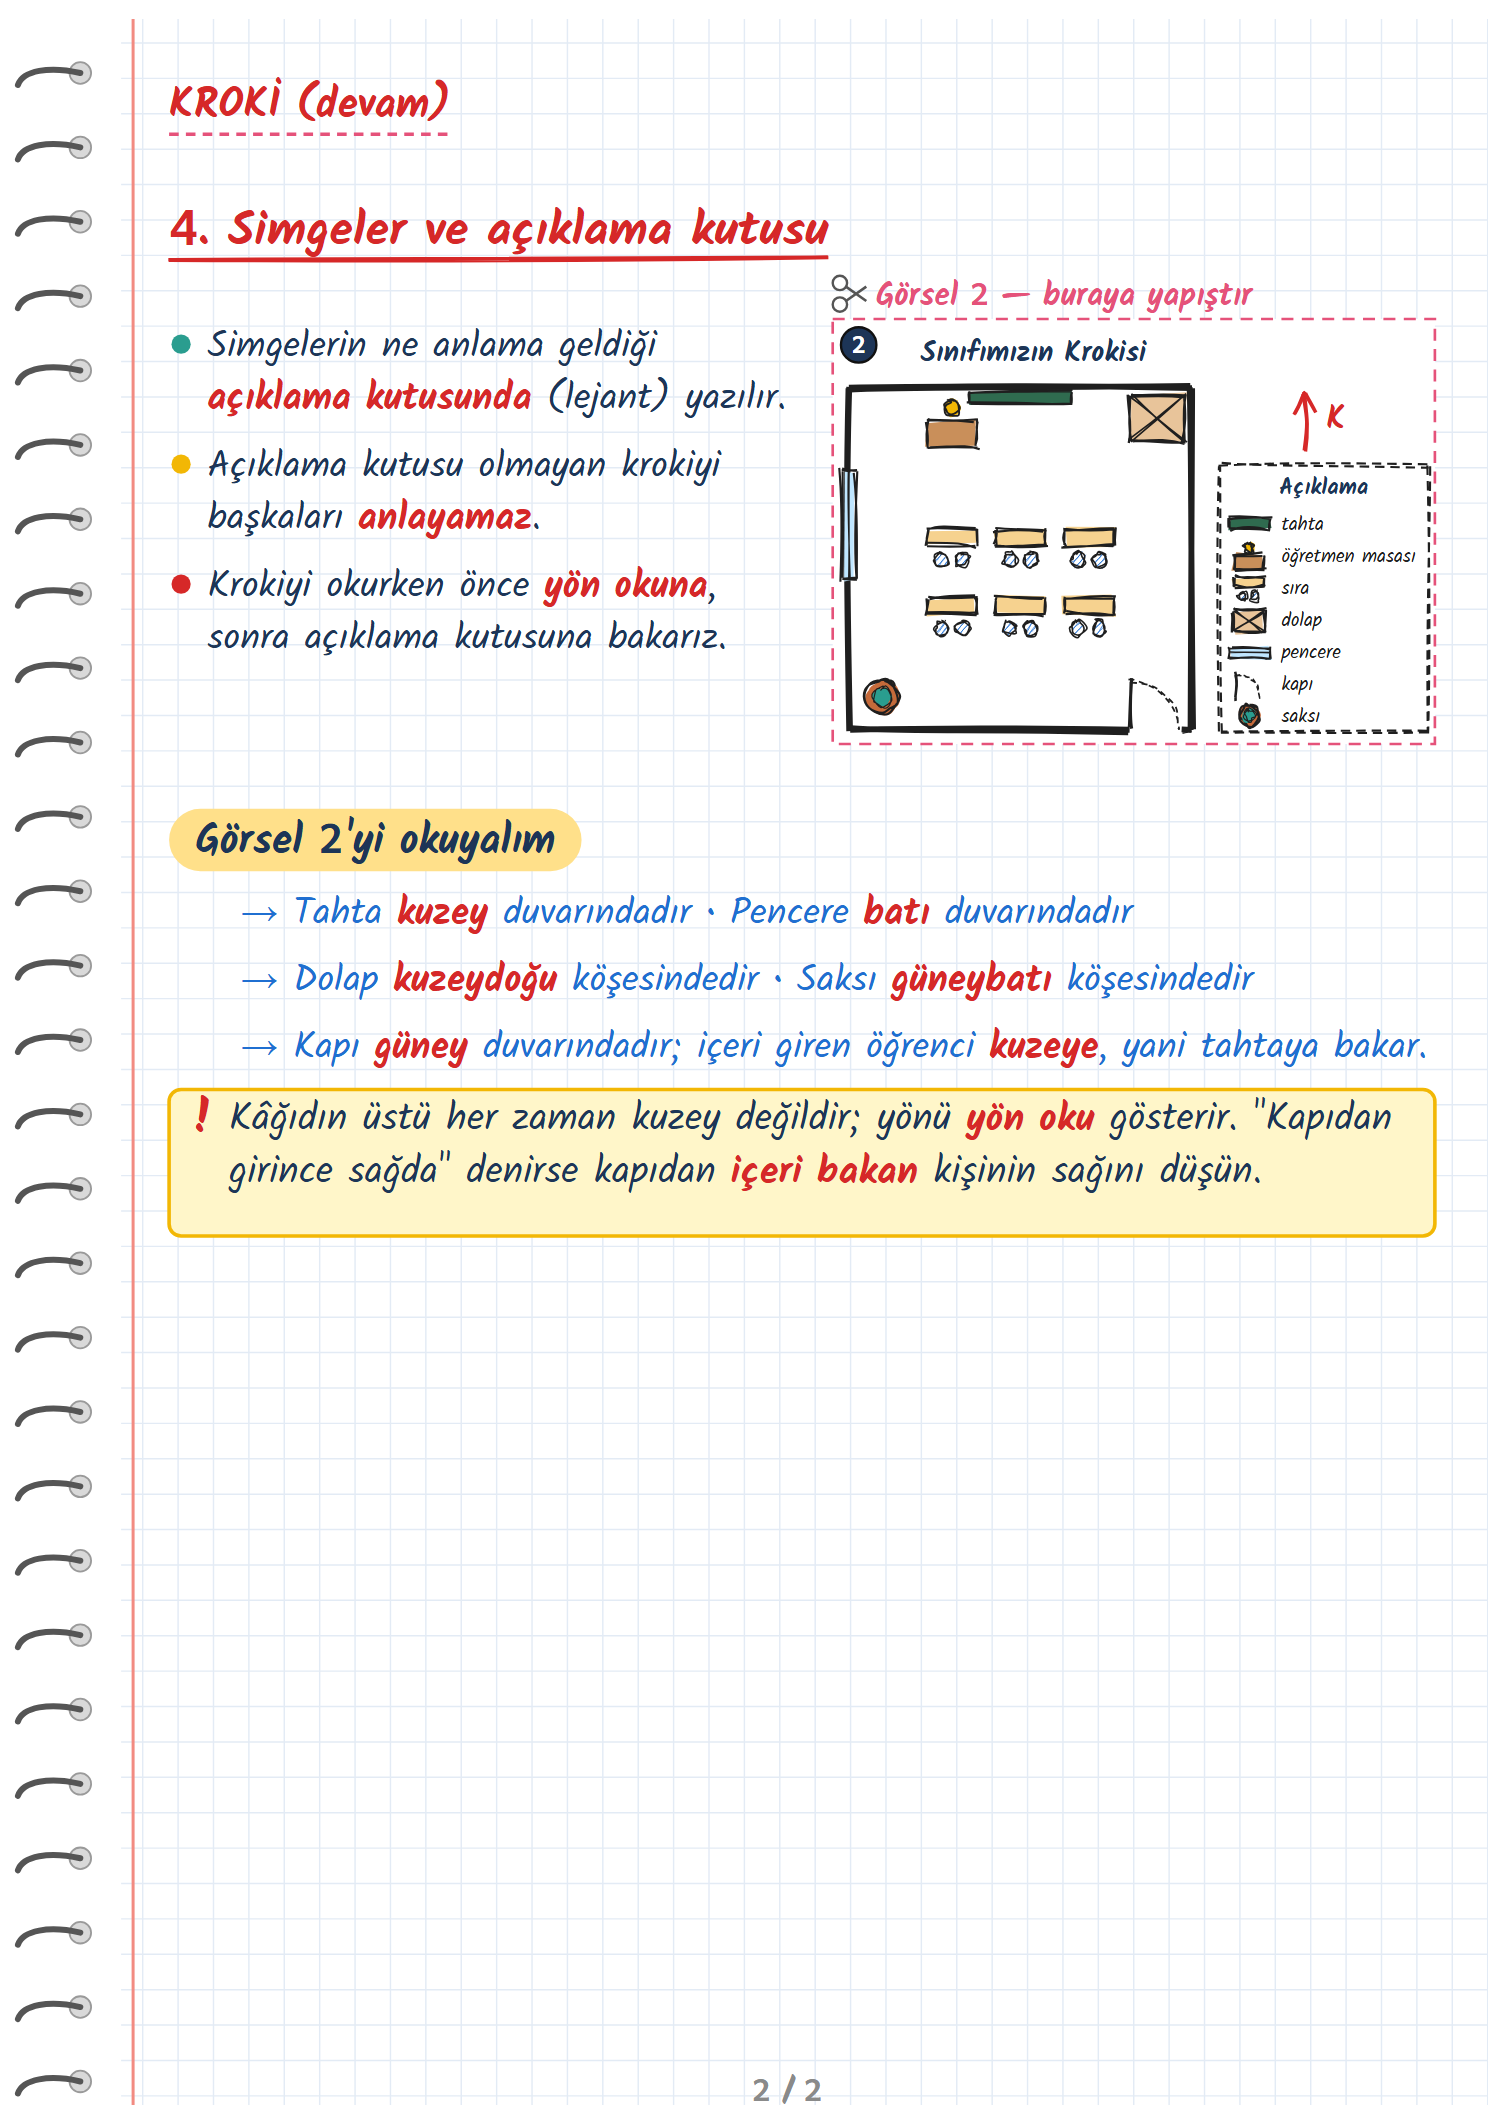 KROKİ (devam)
4. Simgeler ve açıklama kutusu
Simgelerin ne anlama geldiği
açıklama kutusunda (lejant) yazılır.
Açıklama kutusu olmayan krokiyi
başkaları anlayamaz.
Krokiyi okurken önce yön okuna,
sonra açıklama kutusuna bakarız.
Görsel 2 — buraya yapıştır
2
Sınıfımızın Krokisi
K
Açıklama
tahta
öğretmen masası
sıra
dolap
pencere
kapı
saksı
Görsel 2'yi okuyalım
→ Tahta kuzey duvarındadır · Pencere batı duvarındadır
→ Dolap kuzeydoğu köşesindedir · Saksı güneybatı köşesindedir
→ Kapı güney duvarındadır; içeri giren öğrenci kuzeye, yani tahtaya bakar.
! Kâğıdın üstü her zaman kuzey değildir; yönü yön oku gösterir. "Kapıdan
girince sağda" denirse kapıdan içeri bakan kişinin sağını düşün.
2 / 2